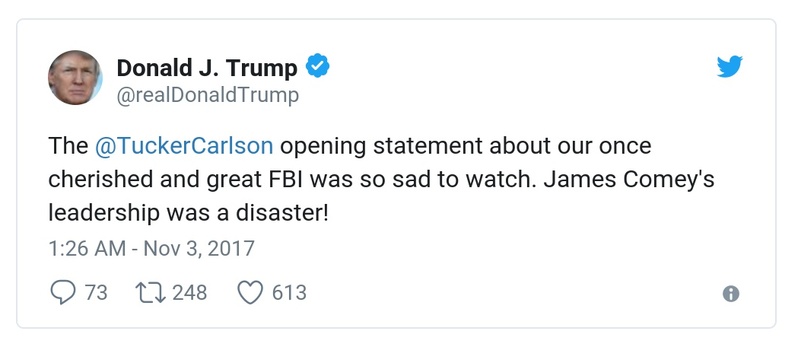 Donald J. Trump
@realDonaldTrump
The @TuckerCarlson opening statement about our once
cherished and great FBI was so sad to watch. James Comey's
leadership was a disaster!
1:26 AM - Nov 3, 2017
73 248 613